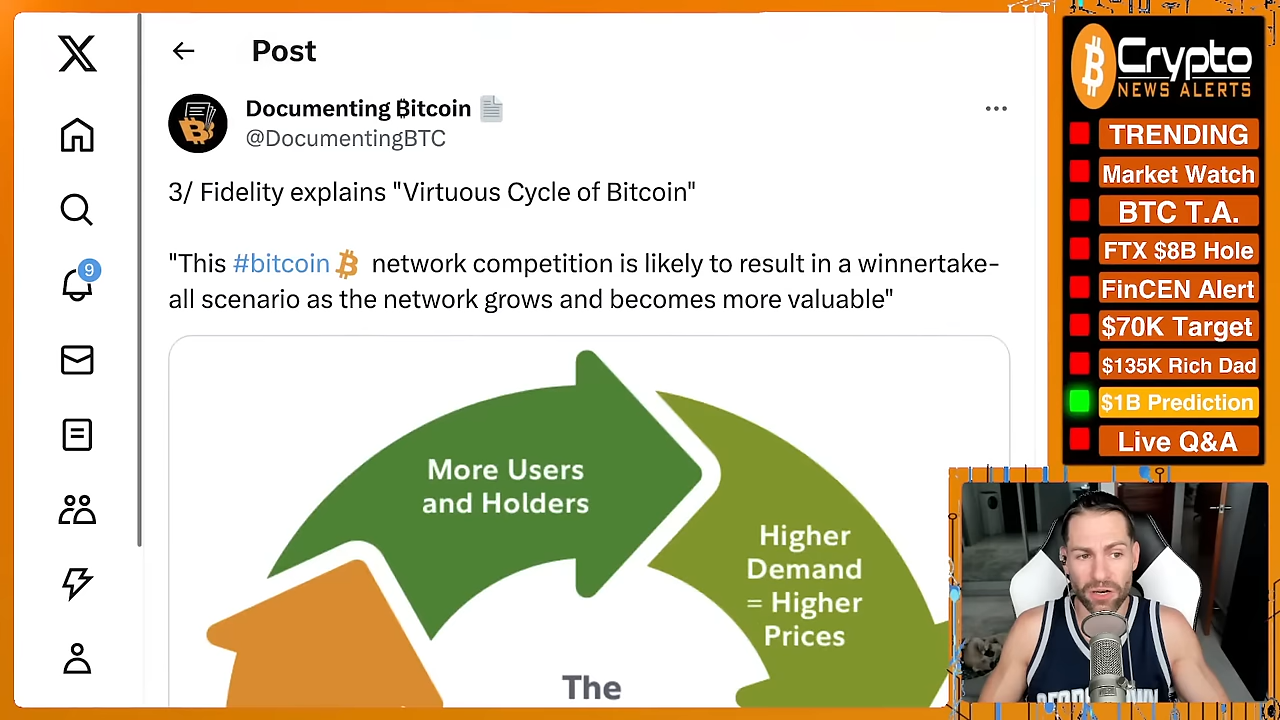 Post
Documenting ₿itcoin
@DocumentingBTC
3/ Fidelity explains "Virtuous Cycle of Bitcoin"
"This #bitcoin network competition is likely to result in a winnertake-
all scenario as the network grows and becomes more valuable"
More Users
and Holders
Higher
Demand
= Higher
Prices
The
9
Crypto
NEWS ALERTS
TRENDING
Market Watch
BTC T.A.
FTX $8B Hole
FinCEN Alert
$70K Target
$135K Rich Dad
$1B Prediction
Live Q&A